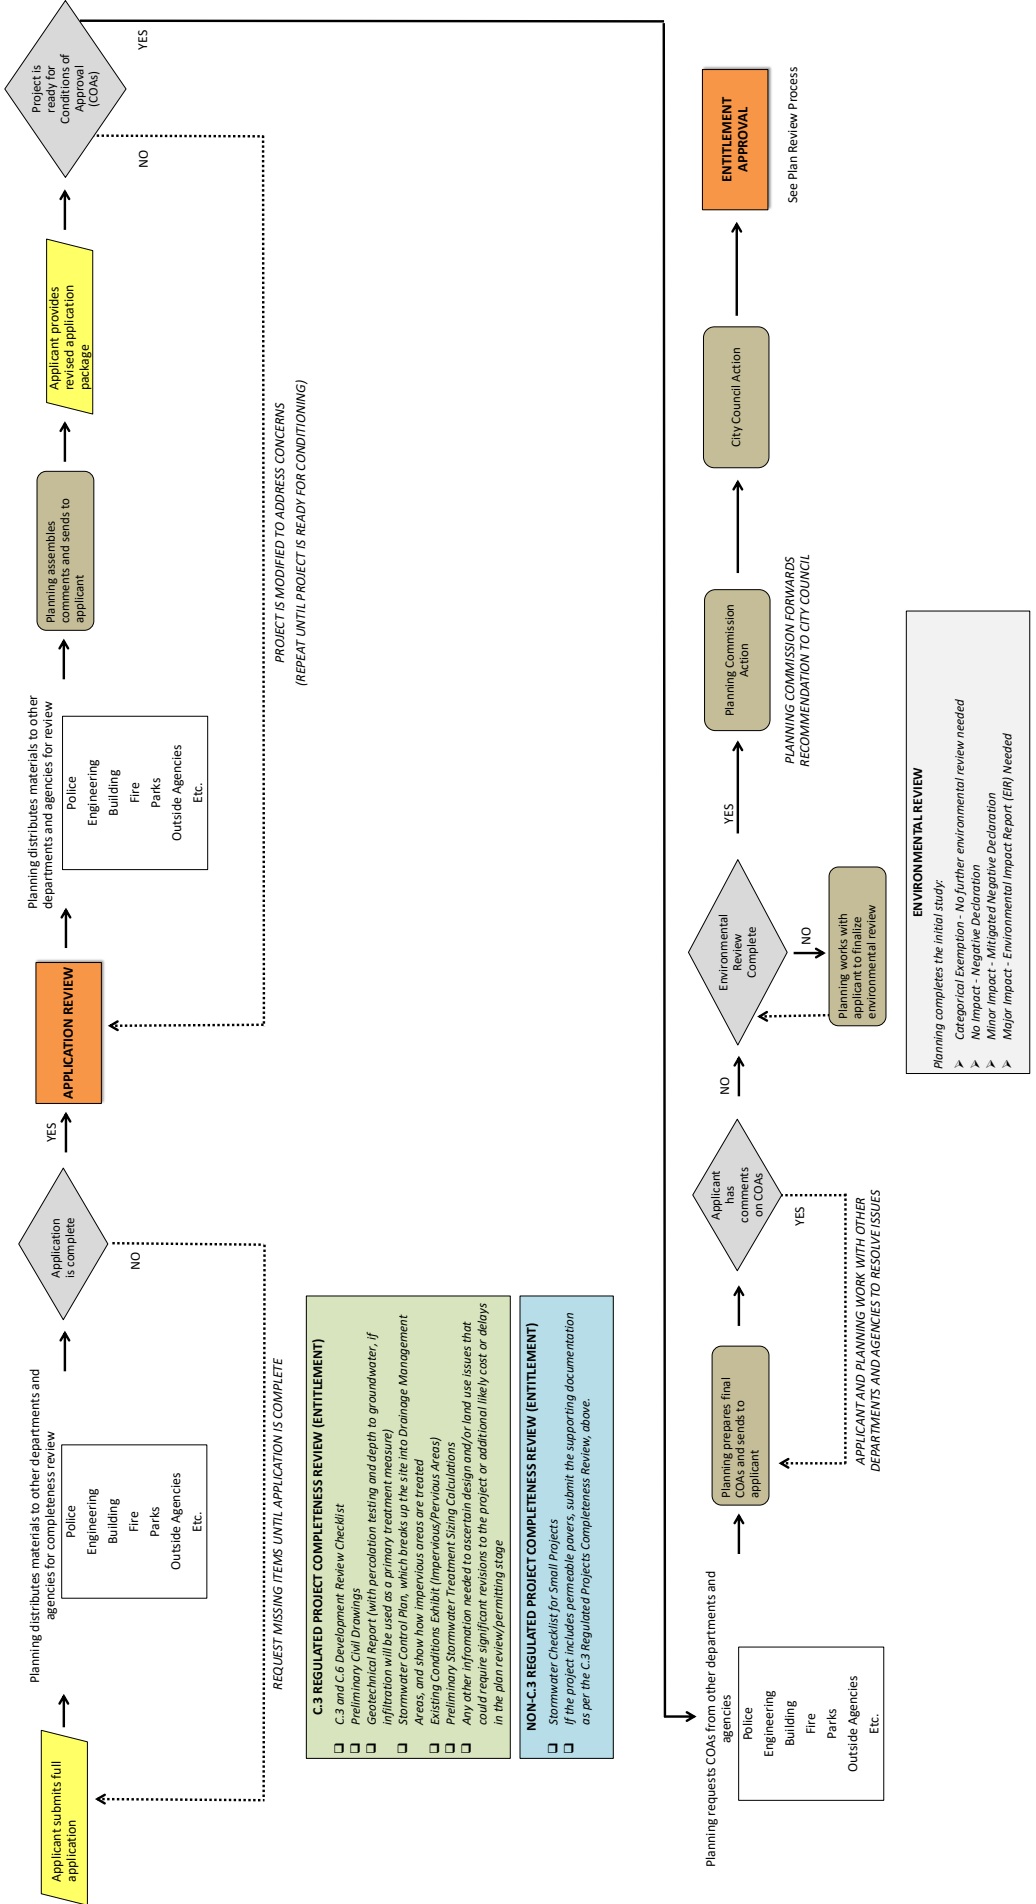 Applicant submits full
application
Planning distributes materials to other departments and
agencies for completeness review
Police
Engineering
Building
Fire
Parks
Outside Agencies
Etc.
Application
is complete
YES
NO
REQUEST MISSING ITEMS UNTIL APPLICATION IS COMPLETE
APPLICATION REVIEW
Planning distributes materials to other
departments and agencies for review
Police
Engineering
Building
Fire
Parks
Outside Agencies
Etc.
Planning assembles
comments and sends to
applicant
Applicant provides
revised application
package
Project is
ready for
Conditions of
Approval
(COAs)
YES
NO
PROJECT IS MODIFIED TO ADDRESS CONCERNS
(REPEAT UNTIL PROJECT IS READY FOR CONDITIONING)
C.3 REGULATED PROJECT COMPLETENESS REVIEW (ENTITLEMENT)
❑ C.3 and C.6 Development Review Checklist
❑ Preliminary Civil Drawings
❑ Geotechnical Report (with percolation testing and depth to groundwater, if
infiltration will be used as a primary treatment measure)
❑ Stormwater Control Plan, which breaks up the site into Drainage Management
Areas, and show how impervious areas are treated
❑ Existing Conditions Exhibit (Impervious/Pervious Areas)
❑ Preliminary Stormwater Treatment Sizing Calculations
❑ Any other infromation needed to ascertain design and/or land use issues that
could require significant revisions to the project or additional likely cost or delays
in the plan review/permitting stage
NON-C.3 REGULATED PROJECT COMPLETENESS REVIEW (ENTITLEMENT)
❑ Stormwater Checklist for Small Projects
❑ If the project includes permeable pavers, submit the supporting documentation
as per the C.3 Regulated Projects Completeness Review, above.
Planning requests COAs from other departments and
agencies
Police
Engineering
Building
Fire
Parks
Outside Agencies
Etc.
Planning prepares final
COAs and sends to
applicant
Applicant
has
comments
on COAs
NO
YES
APPLICANT AND PLANNING WORK WITH OTHER
DEPARTMENTS AND AGENCIES TO RESOLVE ISSUES
Environmental
Review
Complete
YES
NO
Planning works with
applicant to finalize
environmental review
Planning Commission
Action
PLANNING COMMISSION FORWARDS
RECOMMENDATION TO CITY COUNCIL
City Council Action
ENTITLEMENT
APPROVAL
See Plan Review Process
ENVIRONMENTAL REVIEW
Planning completes the initial study:
➢ Categorical Exemption - No further environmental review needed
➢ No Impact - Negative Declaration
➢ Minor Impact - Mitigated Negative Declaration
➢ Major Impact - Environmental Impact Report (EIR) Needed